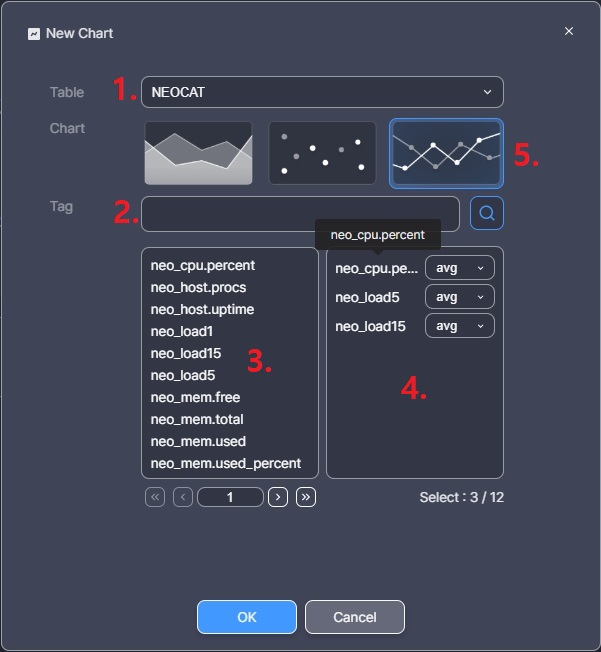 New Chart
Table 1. NEOCAT
Chart
5.
Tag 2.
neo_cpu.percent
neo_cpu.percent
neo_host.procs
neo_host.uptime
neo_load1
neo_load15
neo_load5
neo_mem.free
neo_mem.total
neo_mem.used
neo_mem.used_percent
3.
neo_cpu.pe... avg
neo_load5 avg
neo_load15 avg
4.
1
Select : 3 / 12
OK Cancel